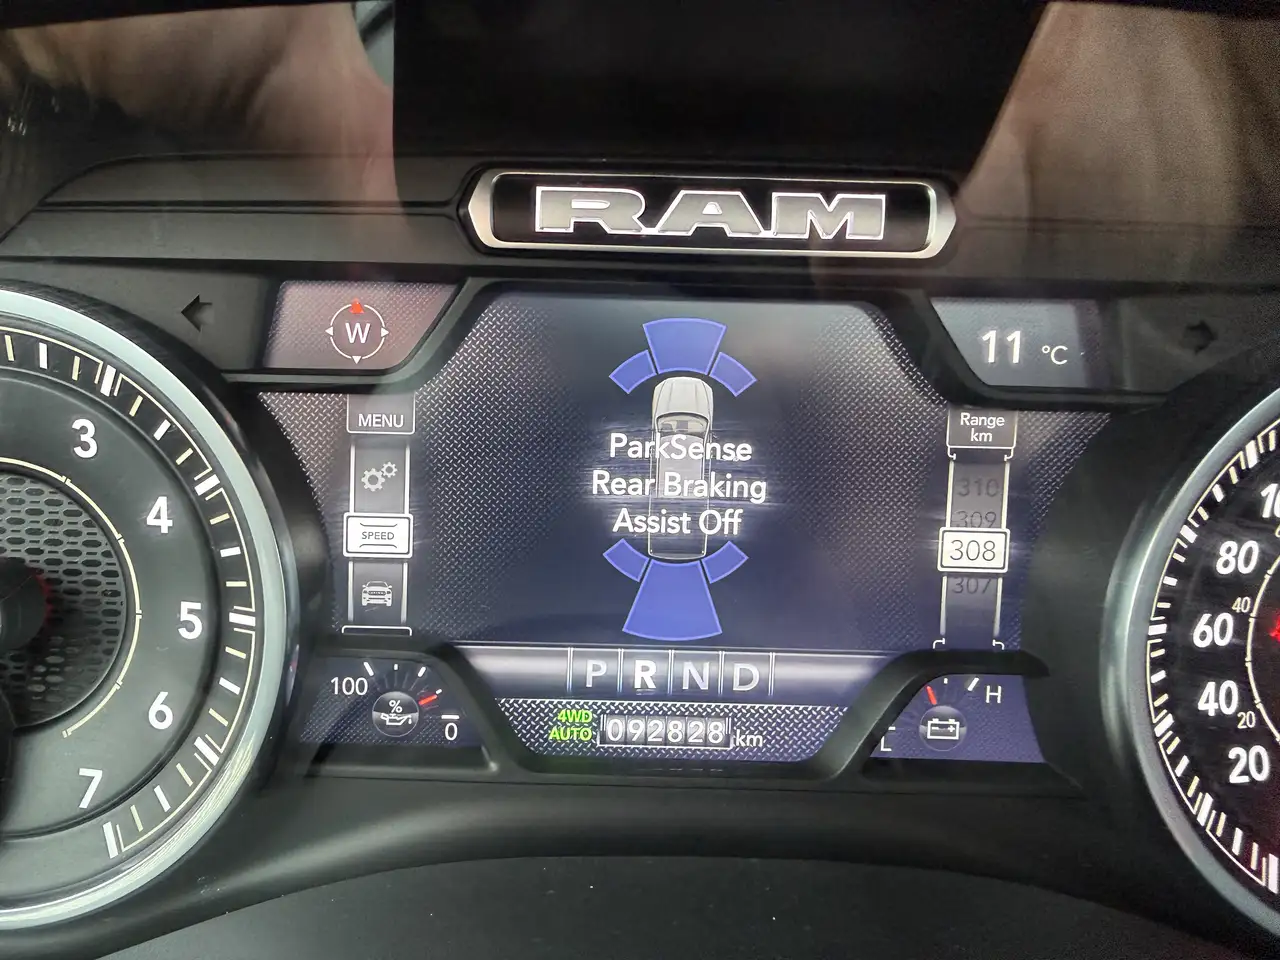 RAM
W
11 °C
MENU
Range
km
310
309
308
307
SPEED
ParkSense
Rear Braking
Assist Off
P R N D
4WD
AUTO
092828 km
100
%
0
H
L
3
4
5
6
7
80
60
40
20
40
20